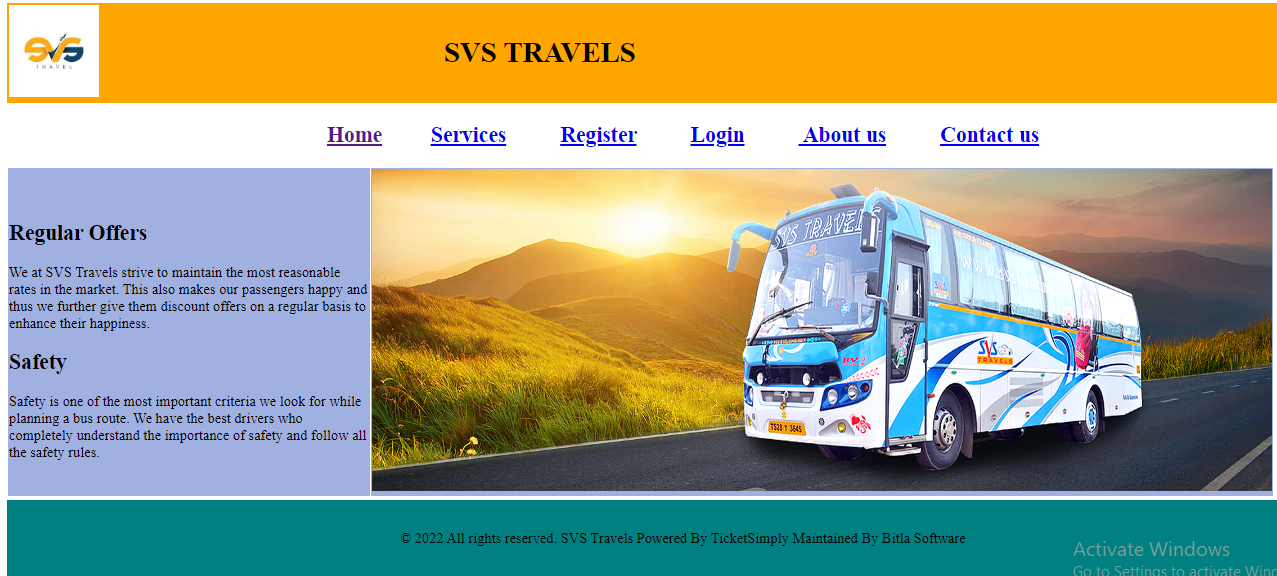 SVS
TRAVEL
SVS TRAVELS
Home Services Register Login About us Contact us
Regular Offers
We at SVS Travels strive to maintain the most reasonable
rates in the market. This also makes our passengers happy and
thus we further give them discount offers on a regular basis to
enhance their happiness.
Safety
Safety is one of the most important criteria we look for while
planning a bus route. We have the best drivers who
completely understand the importance of safety and follow all
the safety rules.
SVS TRAVELS
SVS
TRAVELS
TS28 T 3645
© 2022 All rights reserved. SVS Travels Powered By TicketSimply Maintained By Bitla Software
Activate Windows
Go to Settings to activate Wind